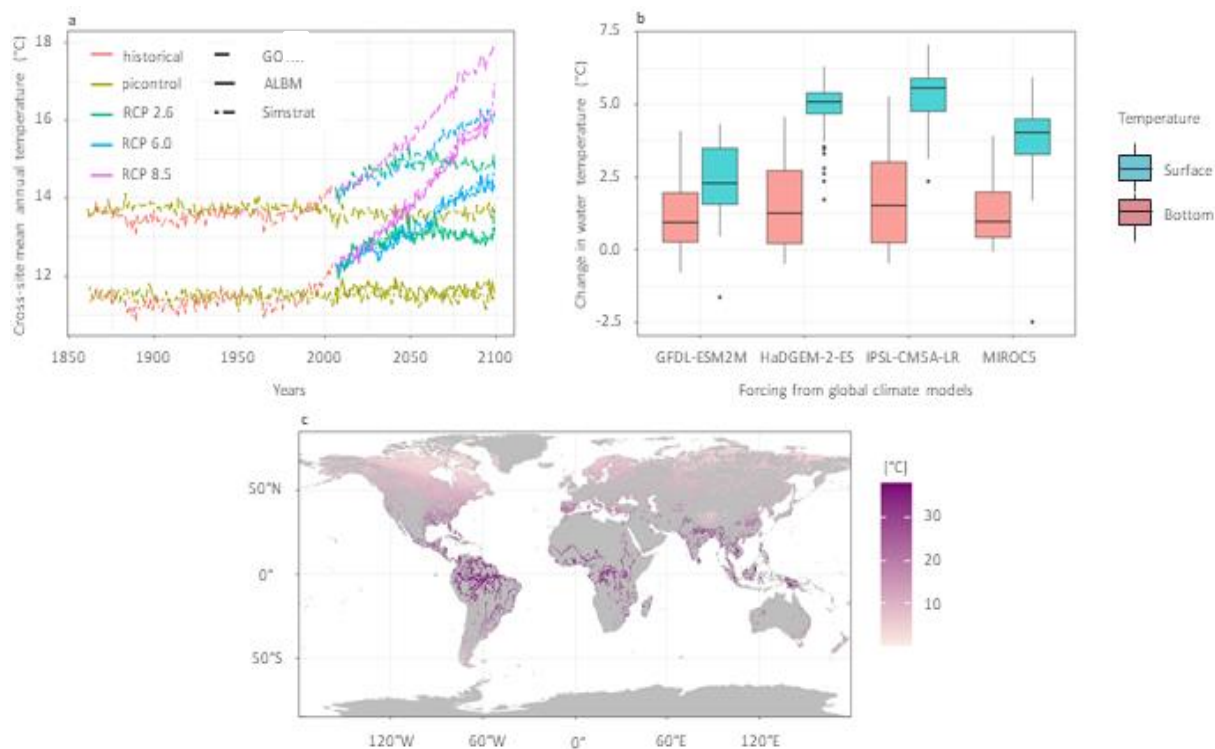 a
Cross-site mean annual temperature (°C)
18
16
14
12
historical
picontrol
RCP 2.6
RCP 6.0
RCP 8.5
GO ....
ALBM
Simstrat
1850
1900
1950
2000
2050
2100
Years
b
Change in water temperature (°C)
7.5
5.0
2.5
0.0
-2.5
GFDL-ESM2M
HaDGEM-2-ES
IPSL-CM5A-LR
MIROC5
Forcing from global climate models
Temperature
Surface
Bottom
c
50°N
0°
50°S
120°W
60°W
0°
60°E
120°E
[°C]
30
20
10